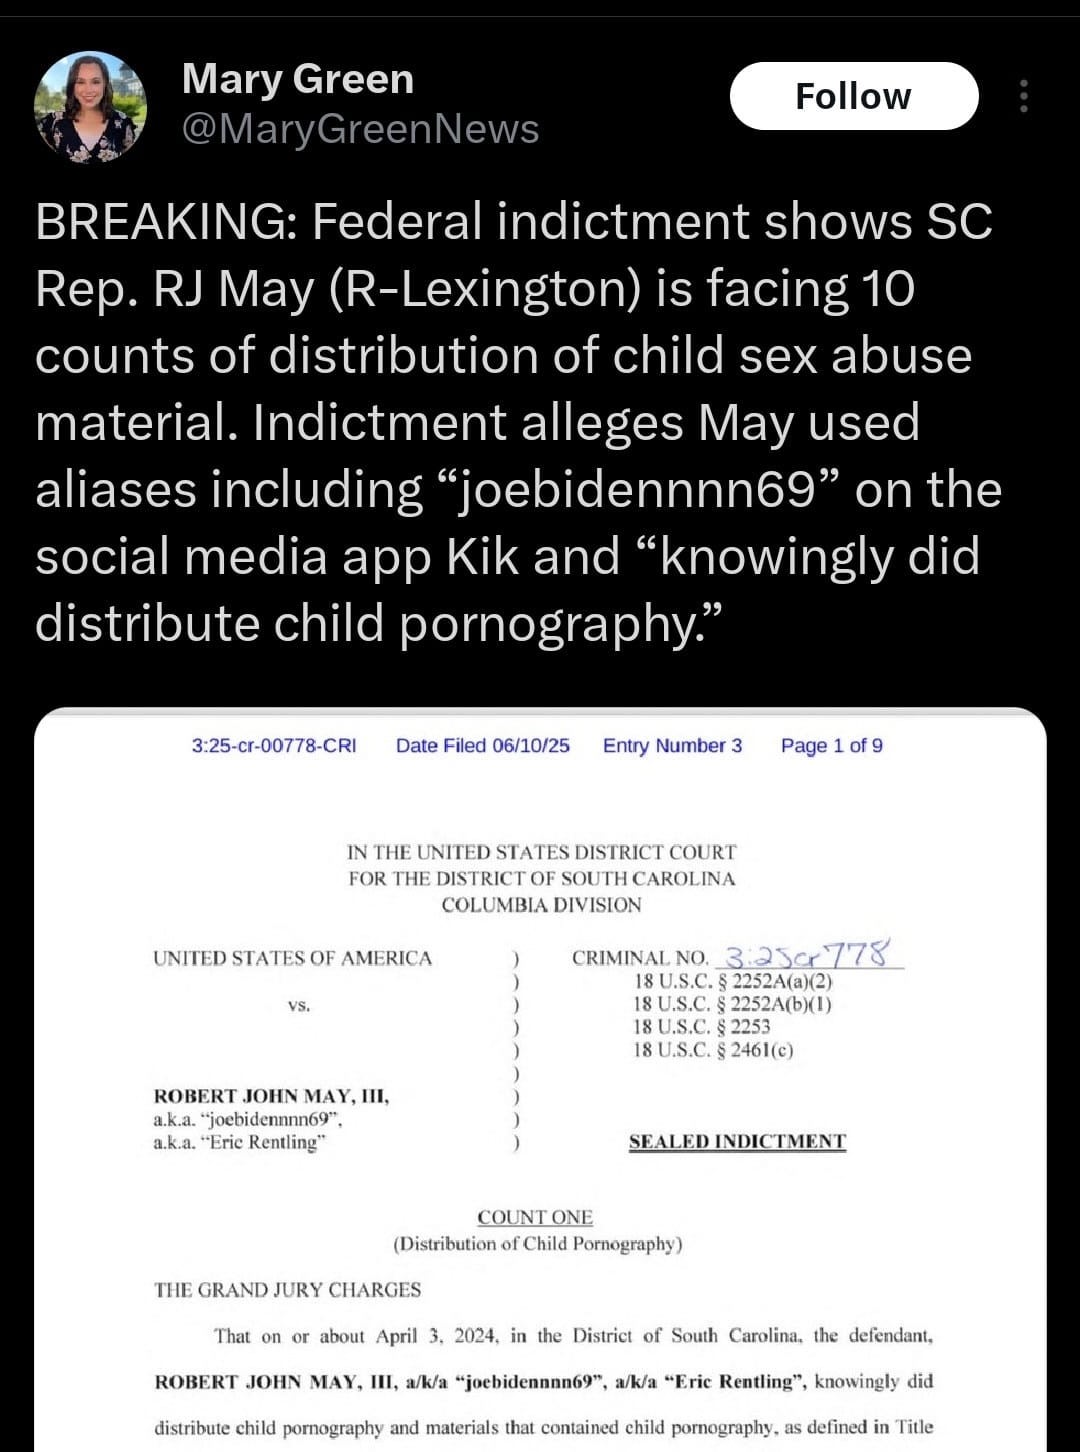 Mary Green
@MaryGreenNews
Follow
BREAKING: Federal indictment shows SC
Rep. RJ May (R-Lexington) is facing 10
counts of distribution of child sex abuse
material. Indictment alleges May used
aliases including “joebidennnn69” on the
social media app Kik and “knowingly did
distribute child pornography.”
3:25-cr-00778-CRI Date Filed 06/10/25 Entry Number 3 Page 1 of 9
IN THE UNITED STATES DISTRICT COURT
FOR THE DISTRICT OF SOUTH CAROLINA
COLUMBIA DIVISION
UNITED STATES OF AMERICA ) CRIMINAL NO. 3:25cr778
) 18 U.S.C. § 2252A(a)(2)
vs. ) 18 U.S.C. § 2252A(b)(1)
) 18 U.S.C. § 2253
) 18 U.S.C. § 2461(c)
)
ROBERT JOHN MAY, III, )
a.k.a. “joebidennnn69”, )
a.k.a. “Eric Rentling” ) SEALED INDICTMENT
COUNT ONE
(Distribution of Child Pornography)
THE GRAND JURY CHARGES
That on or about April 3, 2024, in the District of South Carolina, the defendant,
ROBERT JOHN MAY, III, a/k/a “joebidennnn69”, a/k/a “Eric Rentling”, knowingly did
distribute child pornography and materials that contained child pornography, as defined in Title